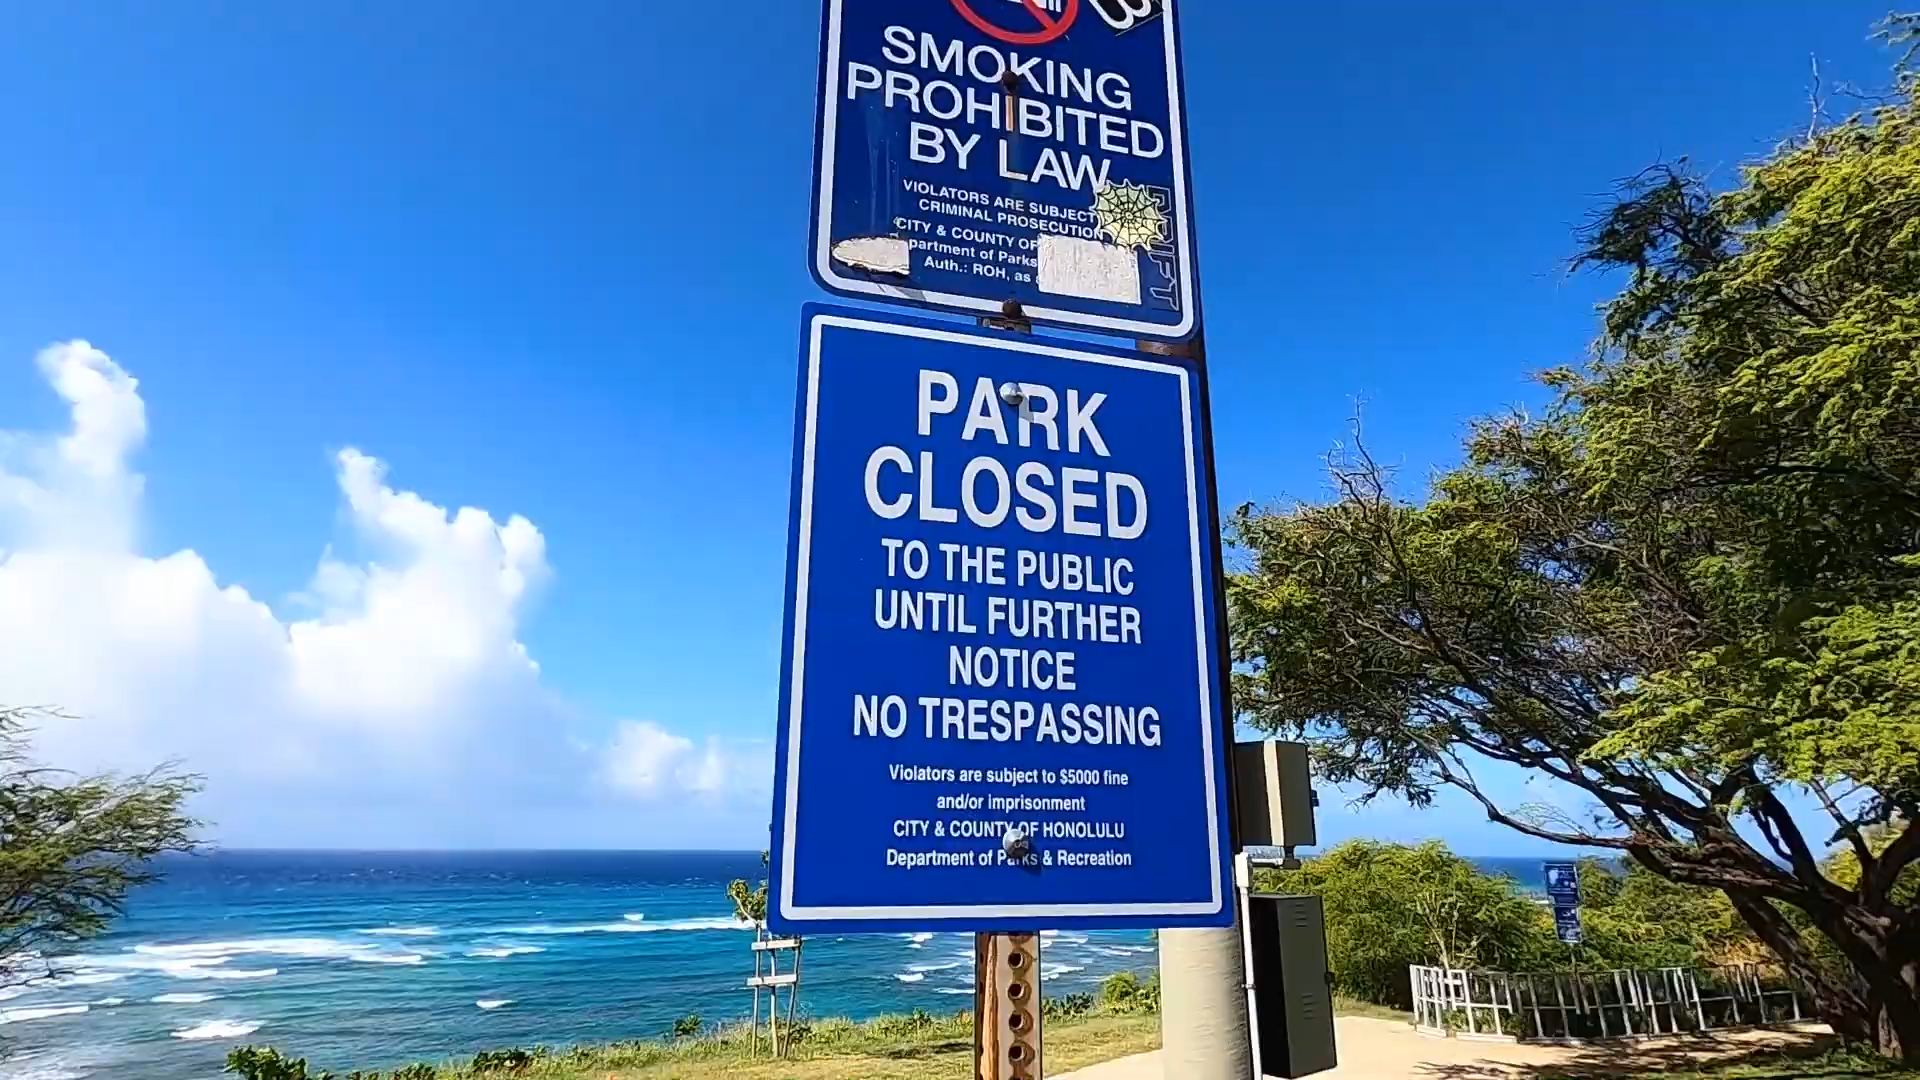 SMOKING
PROHIBITED
BY LAW
VIOLATORS ARE SUBJECT
CRIMINAL PROSECUTION
CITY & COUNTY OF
partment of Parks
Auth.: ROH, as
DRIFT
PARK
CLOSED
TO THE PUBLIC
UNTIL FURTHER
NOTICE
NO TRESPASSING
Violators are subject to $5000 fine
and/or imprisonment
CITY & COUNTY OF HONOLULU
Department of Parks & Recreation